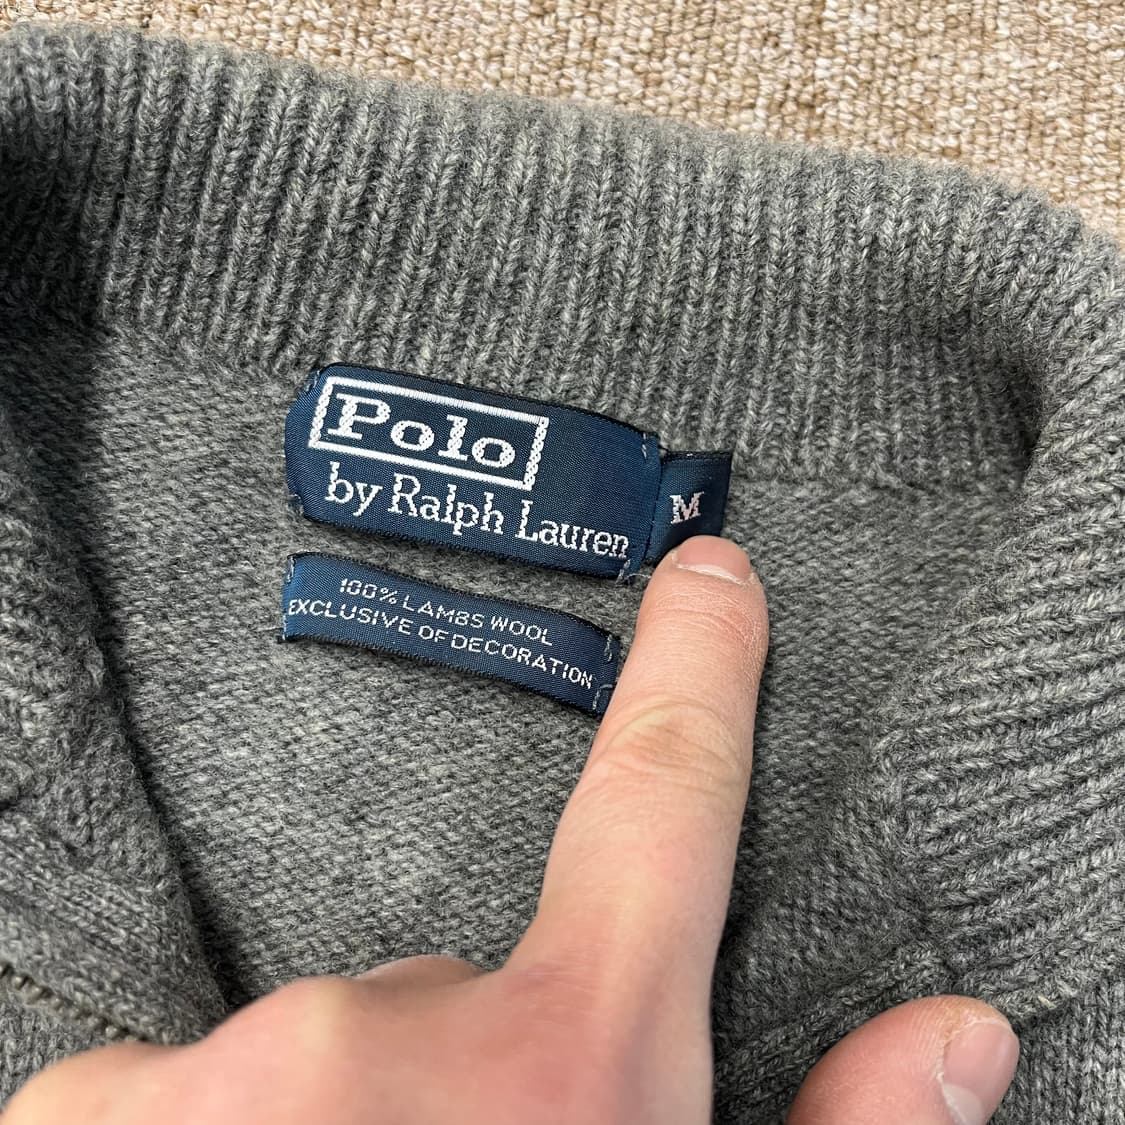 Polo
by Ralph Lauren
M
100% LAMBS WOOL
EXCLUSIVE OF DECORATION